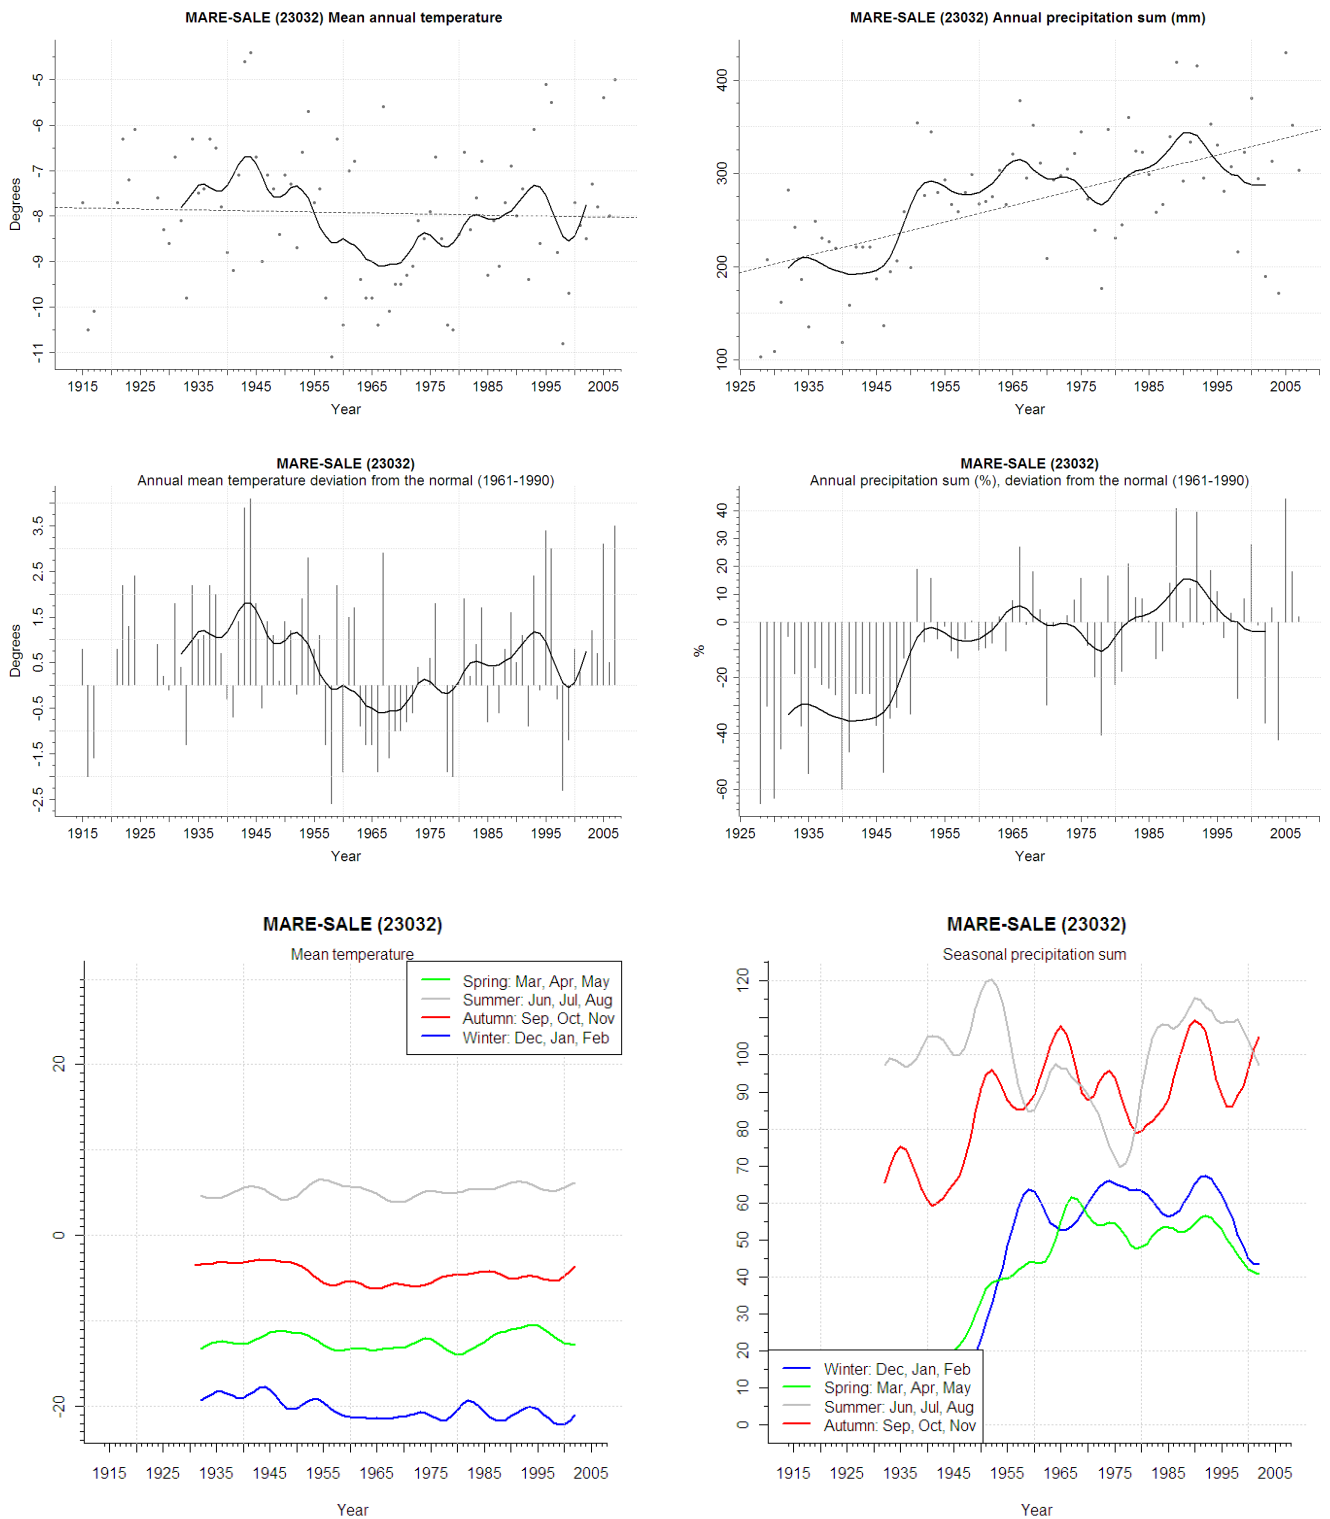 MARE-SALE (23032) Mean annual temperature
Degrees
-5
-6
-7
-8
-9
-10
-11
1915 1925 1935 1945 1955 1965 1975 1985 1995 2005
Year
MARE-SALE (23032) Annual precipitation sum (mm)
400
300
200
100
1925 1935 1945 1955 1965 1975 1985 1995 2005
Year
MARE-SALE (23032)
Annual mean temperature deviation from the normal (1961-1990)
Degrees
3.5
2.5
1.5
0.5
-0.5
-1.5
-2.5
1915 1925 1935 1945 1955 1965 1975 1985 1995 2005
Year
MARE-SALE (23032)
Annual precipitation sum (%), deviation from the normal (1961-1990)
%
40
20
0
-20
-40
-60
1925 1935 1945 1955 1965 1975 1985 1995 2005
Year
MARE-SALE (23032)
Mean temperature
Spring: Mar, Apr, May
Summer: Jun, Jul, Aug
Autumn: Sep, Oct, Nov
Winter: Dec, Jan, Feb
20
0
-20
1915 1925 1935 1945 1955 1965 1975 1985 1995 2005
Year
MARE-SALE (23032)
Seasonal precipitation sum
120
100
80
70
60
50
40
30
20
10
0
Winter: Dec, Jan, Feb
Spring: Mar, Apr, May
Summer: Jun, Jul, Aug
Autumn: Sep, Oct, Nov
1915 1925 1935 1945 1955 1965 1975 1985 1995 2005
Year